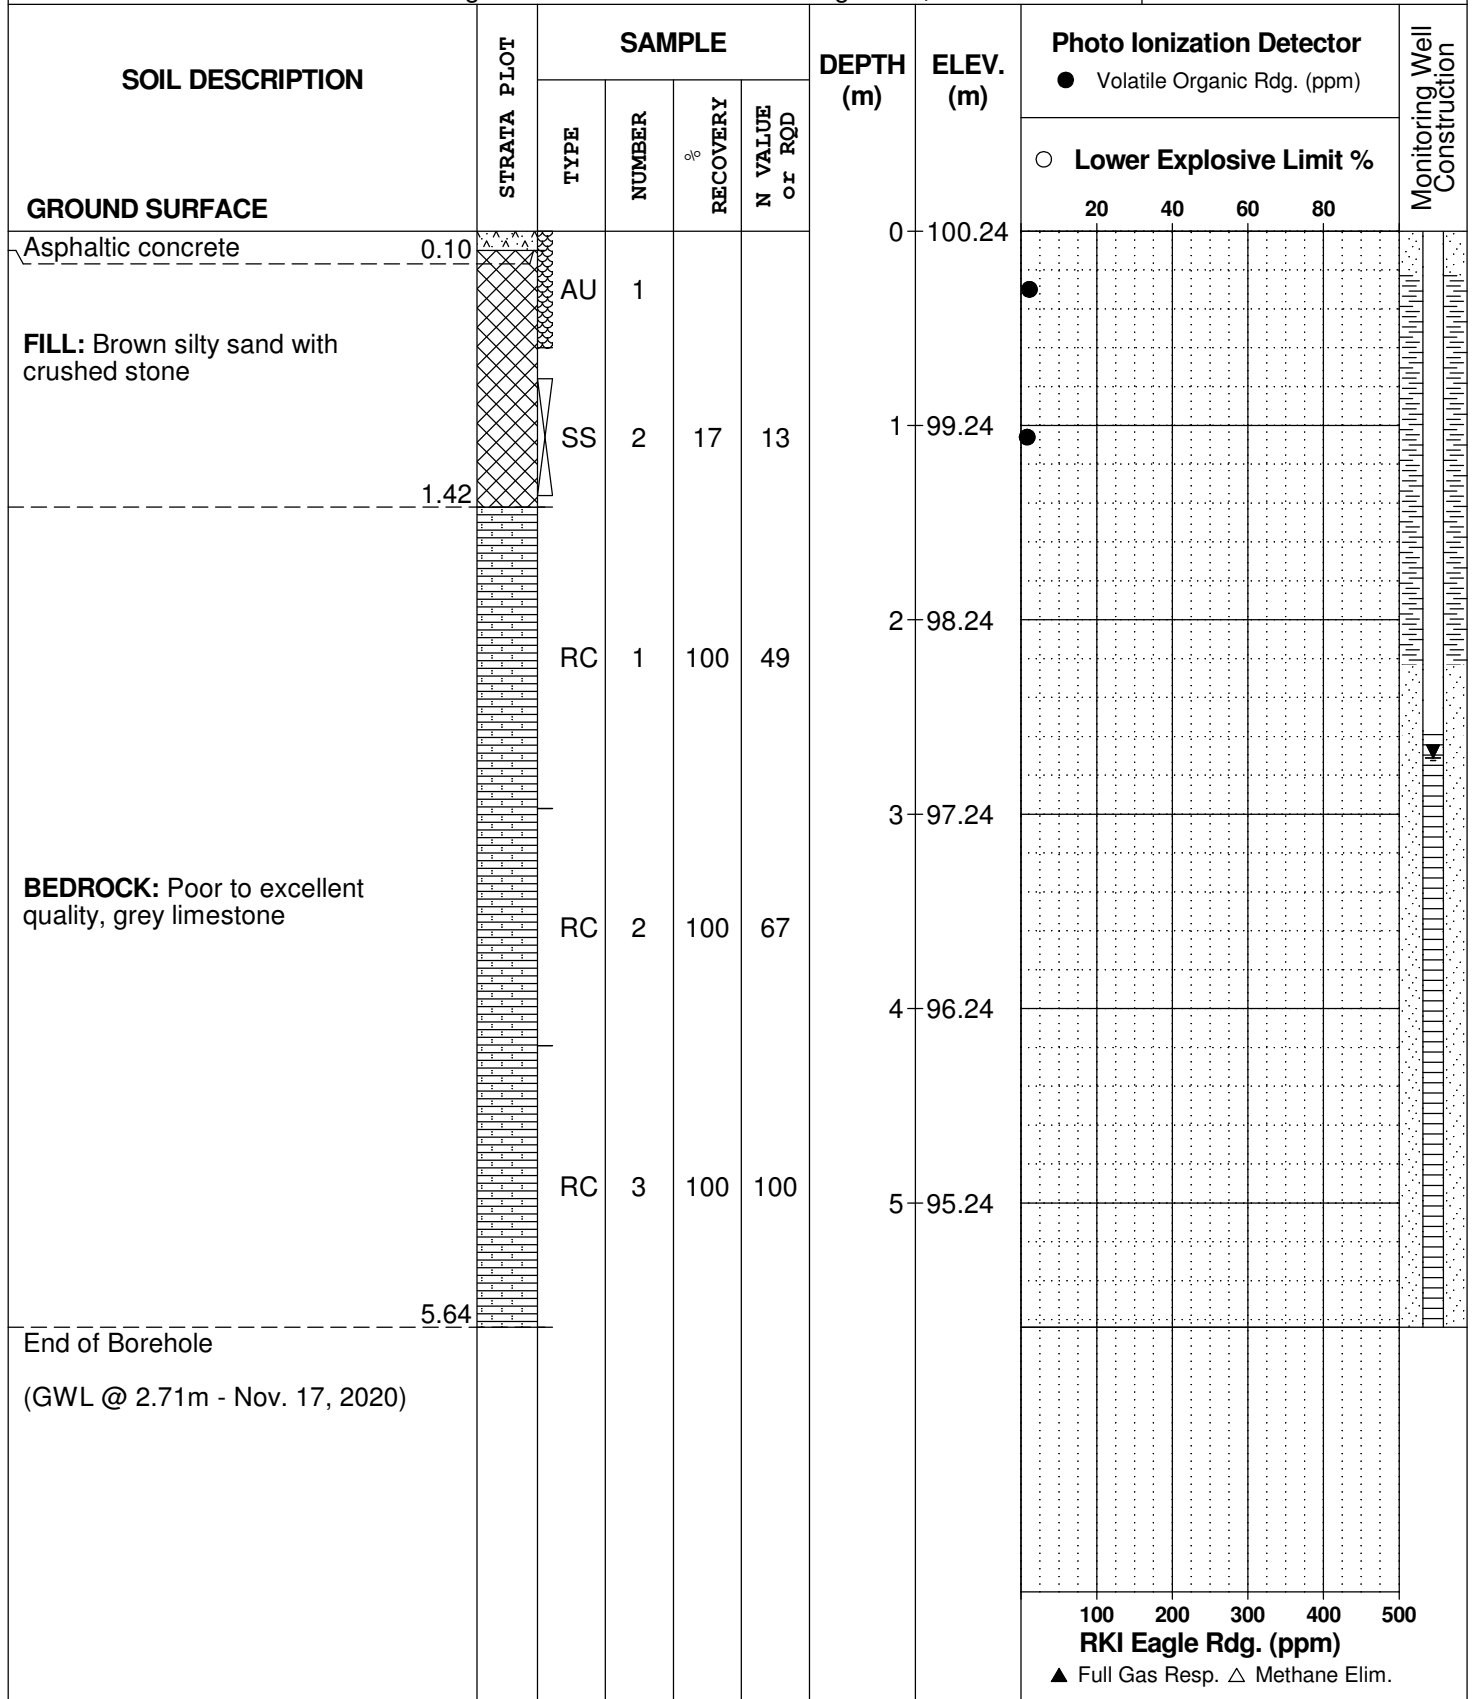 SOIL DESCRIPTION
GROUND SURFACE
STRATA PLOT
SAMPLE
TYPE
NUMBER
%
RECOVERY
N VALUE
or RQD
DEPTH
(m)
ELEV.
(m)
Photo Ionization Detector
● Volatile Organic Rdg. (ppm)
○ Lower Explosive Limit %
20 40 60 80
Monitoring Well
Construction
0 100.24
Asphaltic concrete 0.10
AU 1
FILL: Brown silty sand with
crushed stone
1 99.24
SS 2 17 13
1.42
2 98.24
RC 1 100 49
3 97.24
BEDROCK: Poor to excellent
quality, grey limestone
RC 2 100 67
4 96.24
RC 3 100 100
5 95.24
5.64
End of Borehole
(GWL @ 2.71m - Nov. 17, 2020)
100 200 300 400 500
RKI Eagle Rdg. (ppm)
▲ Full Gas Resp. △ Methane Elim.